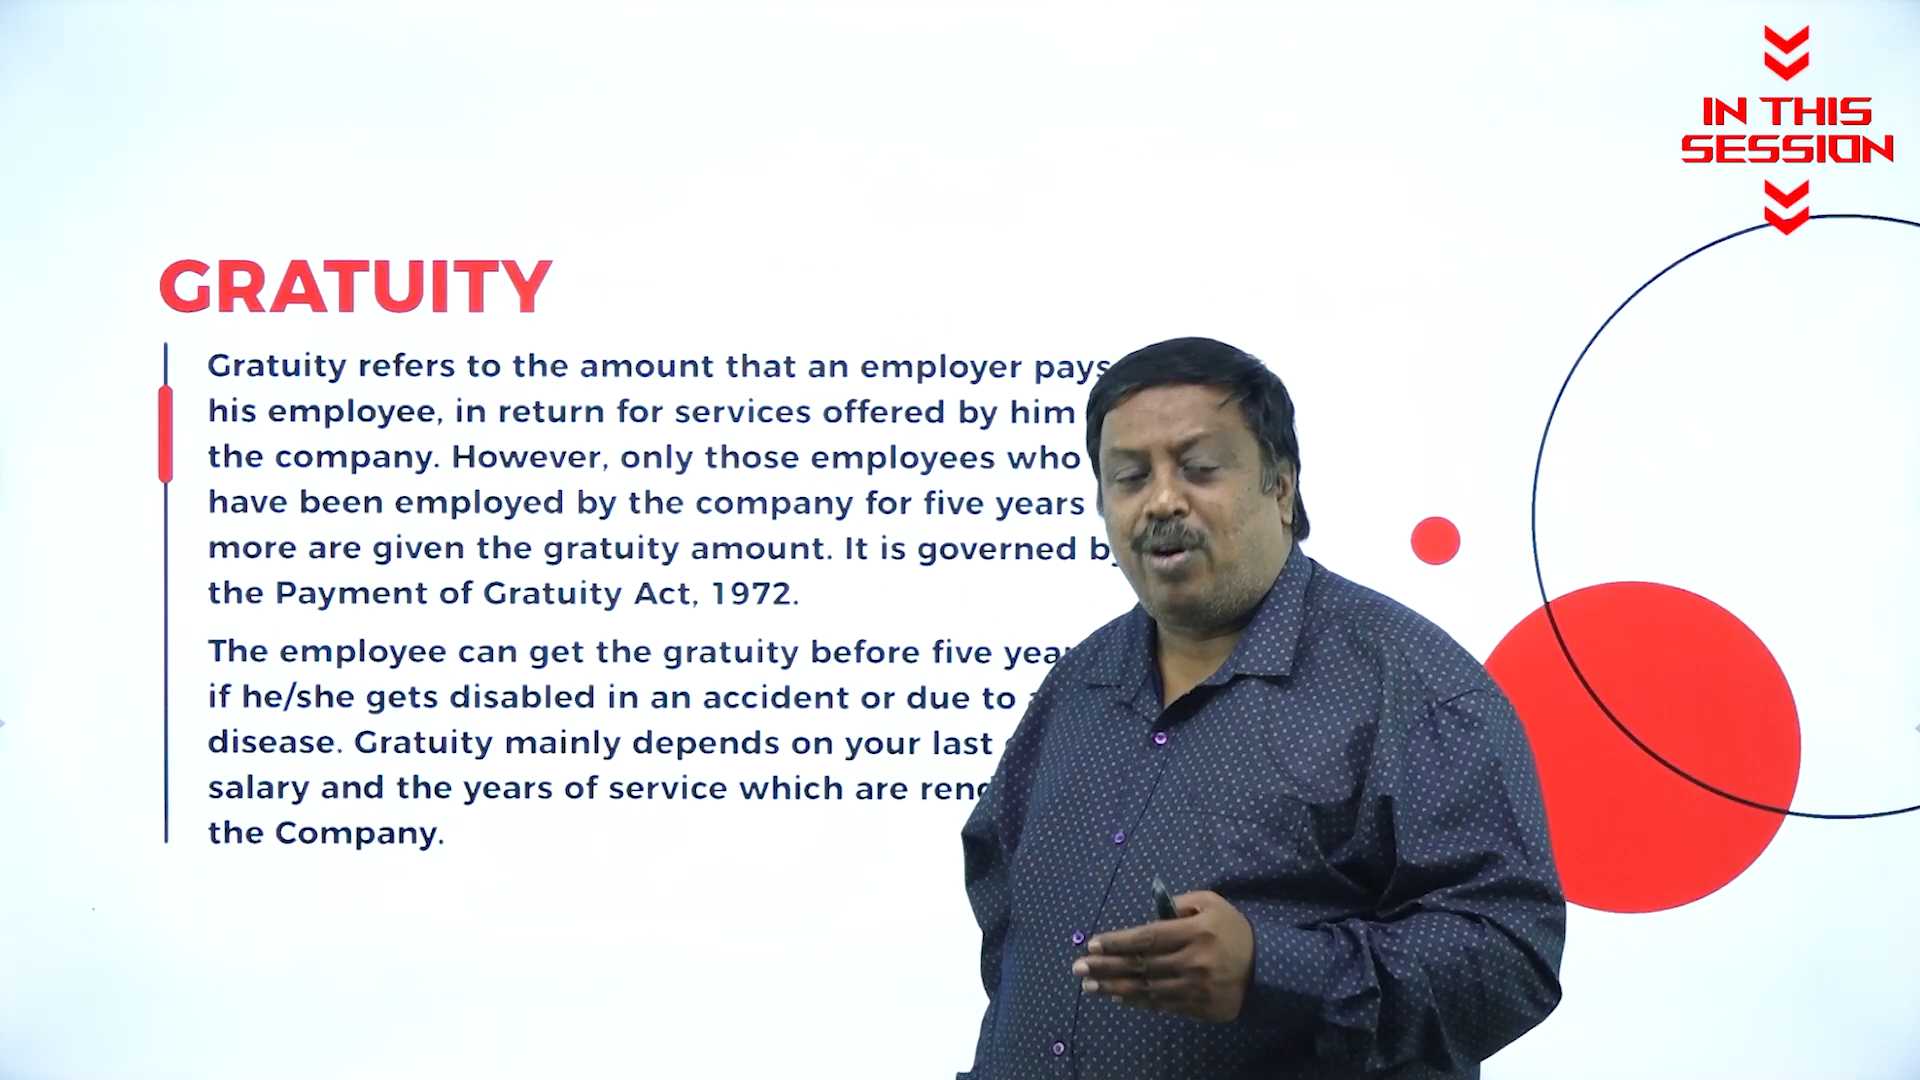 IN THIS
SESSION
GRATUITY
Gratuity refers to the amount that an employer pays
his employee, in return for services offered by him
the company. However, only those employees who
have been employed by the company for five years
more are given the gratuity amount. It is governed
the Payment of Gratuity Act, 1972.
The employee can get the gratuity before five
if he/she gets disabled in an accident or due to
disease. Gratuity mainly depends on your last
salary and the years of service which are
the Company.